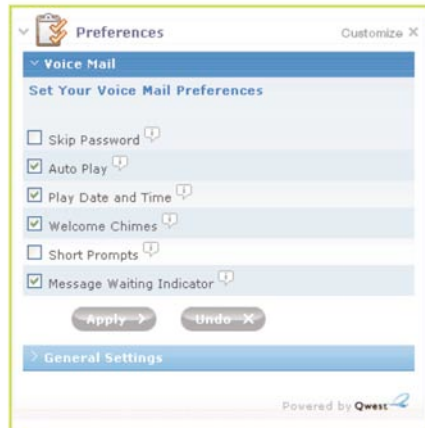 Preferences Customize X
Voice Mail
Set Your Voice Mail Preferences
Skip Password
Auto Play
Play Date and Time
Welcome Chimes
Short Prompts
Message Waiting Indicator
Apply > Undo X
General Settings
Powered by Qwest